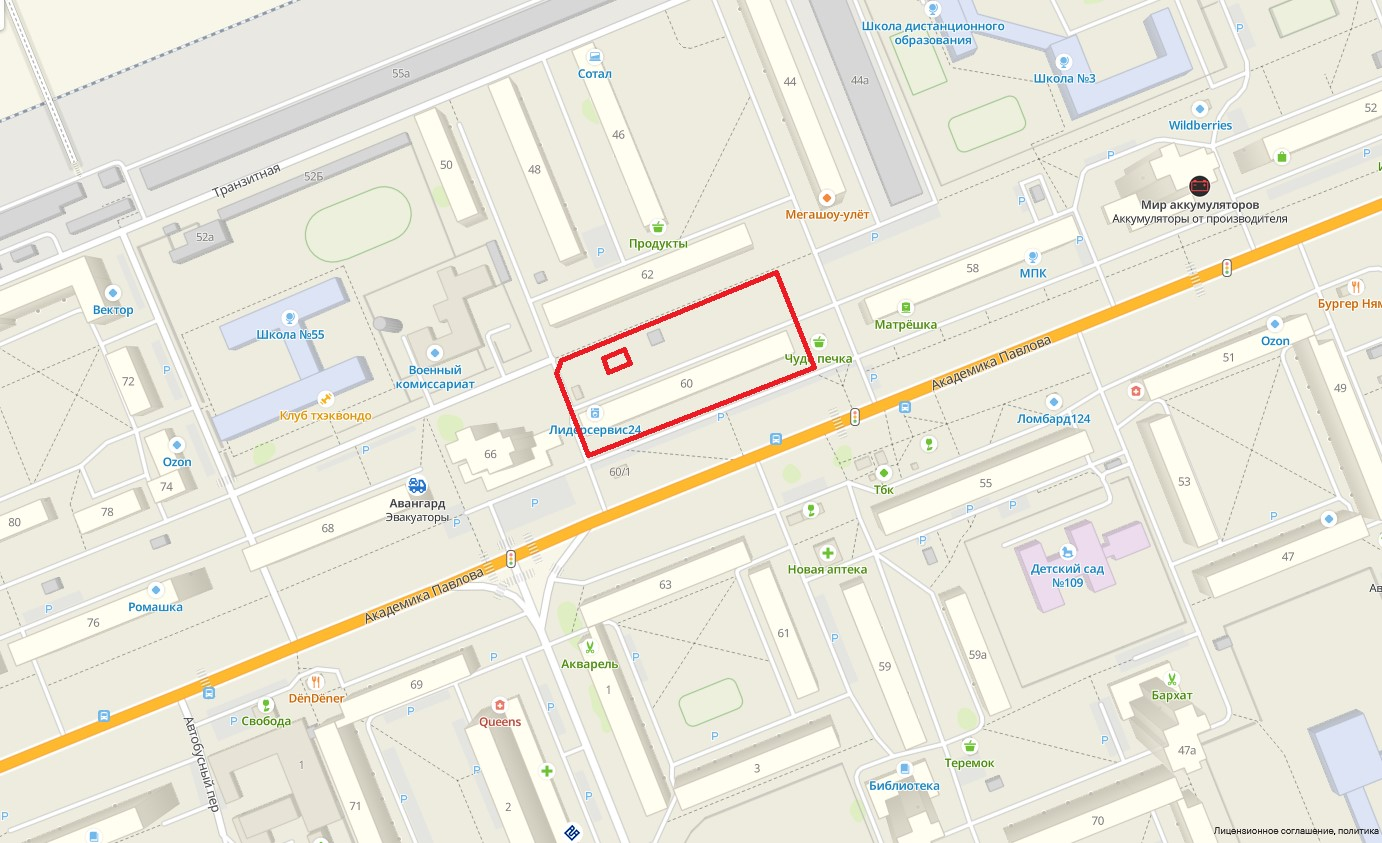 Школа дистанционного
образования
Сотал
55а
44
44а
Школа №3
52
Wildberries
46
50
48
52Б
Транзитная
52а
Мир аккумуляторов
Аккумуляторы от производителя
Мегашоу-улёт
Продукты
62
58
МПК
Вектор
Школа №55
Матрёшка
Бургер Ням
Ozon
Военный
комиссариат
Чудо печка
Академика Павлова
51
72
60
49
Клуб тхэквондо
Лидерсервис24
Ломбард124
66
Ozon
60/1
74
Тбк
55
53
Авангард
Эвакуаторы
78
80
68
Новая аптека
Детский сад
№109
47
Академика Павлова
63
Ав
Ромашка
76
61
59
59а
Акварель
69
1
DёnDёner
Свобода
Queens
Бархат
Автобусный пер
47а
1
3
Теремок
Библиотека
71
2
70
Лицензионное соглашение, политика